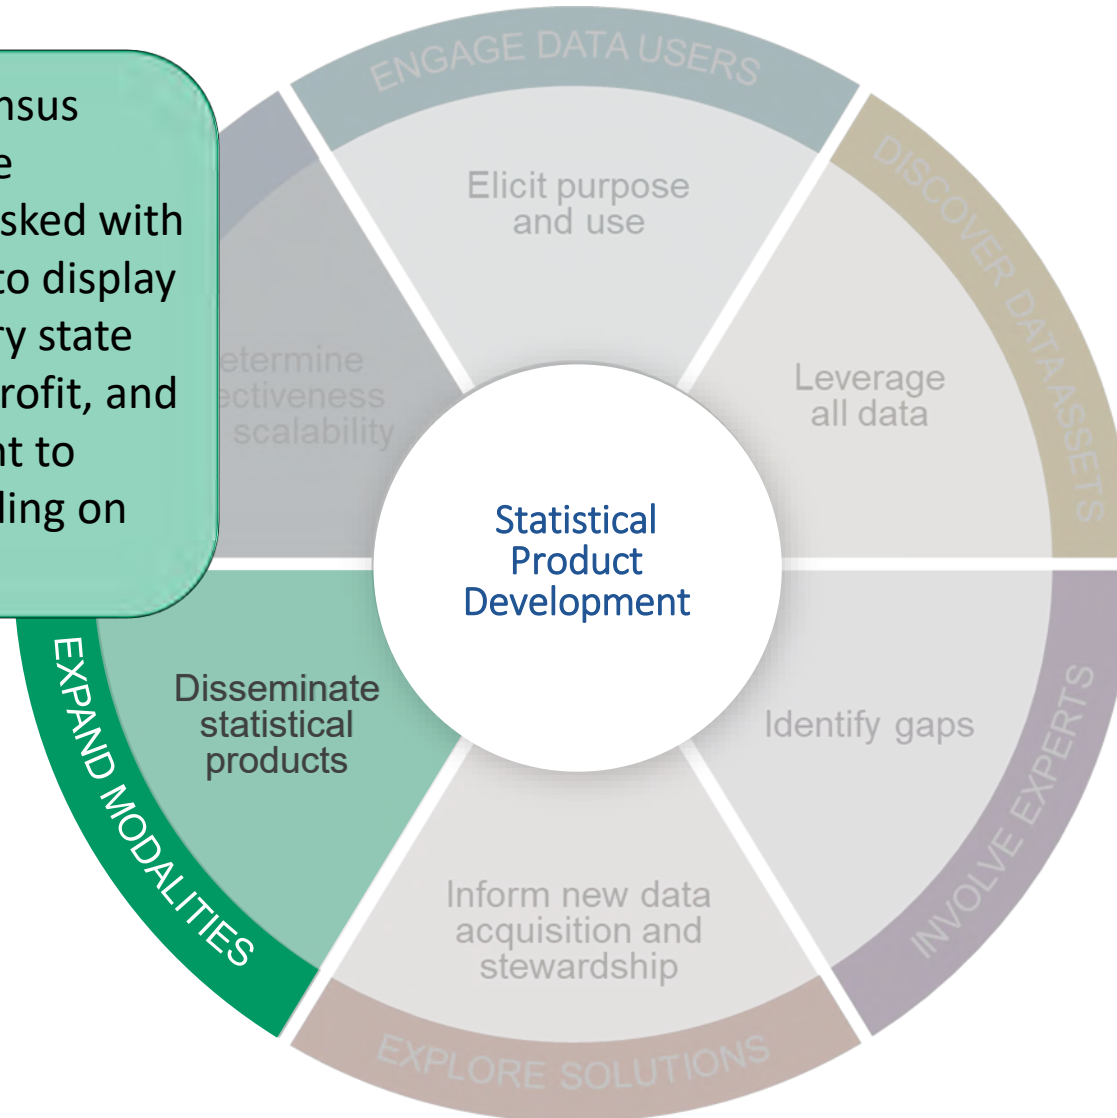 nsus
e
sked with
to display
ry state
rofit, and
nt to
ding on
ENGAGE DATA USERS
Elicit purpose
and use
DISCOVER DATA ASSETS
Leverage
all data
etermine
ectiveness
scalability
Statistical
Product
Development
Disseminate
statistical
products
EXPAND MODALITIES
Identify gaps
INVOLVE EXPERTS
Inform new data
acquisition and
stewardship
EXPLORE SOLUTIONS